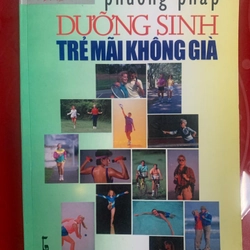 phương pháp
DƯỠNG SINH
TRẺ MÃI KHÔNG GIÀ